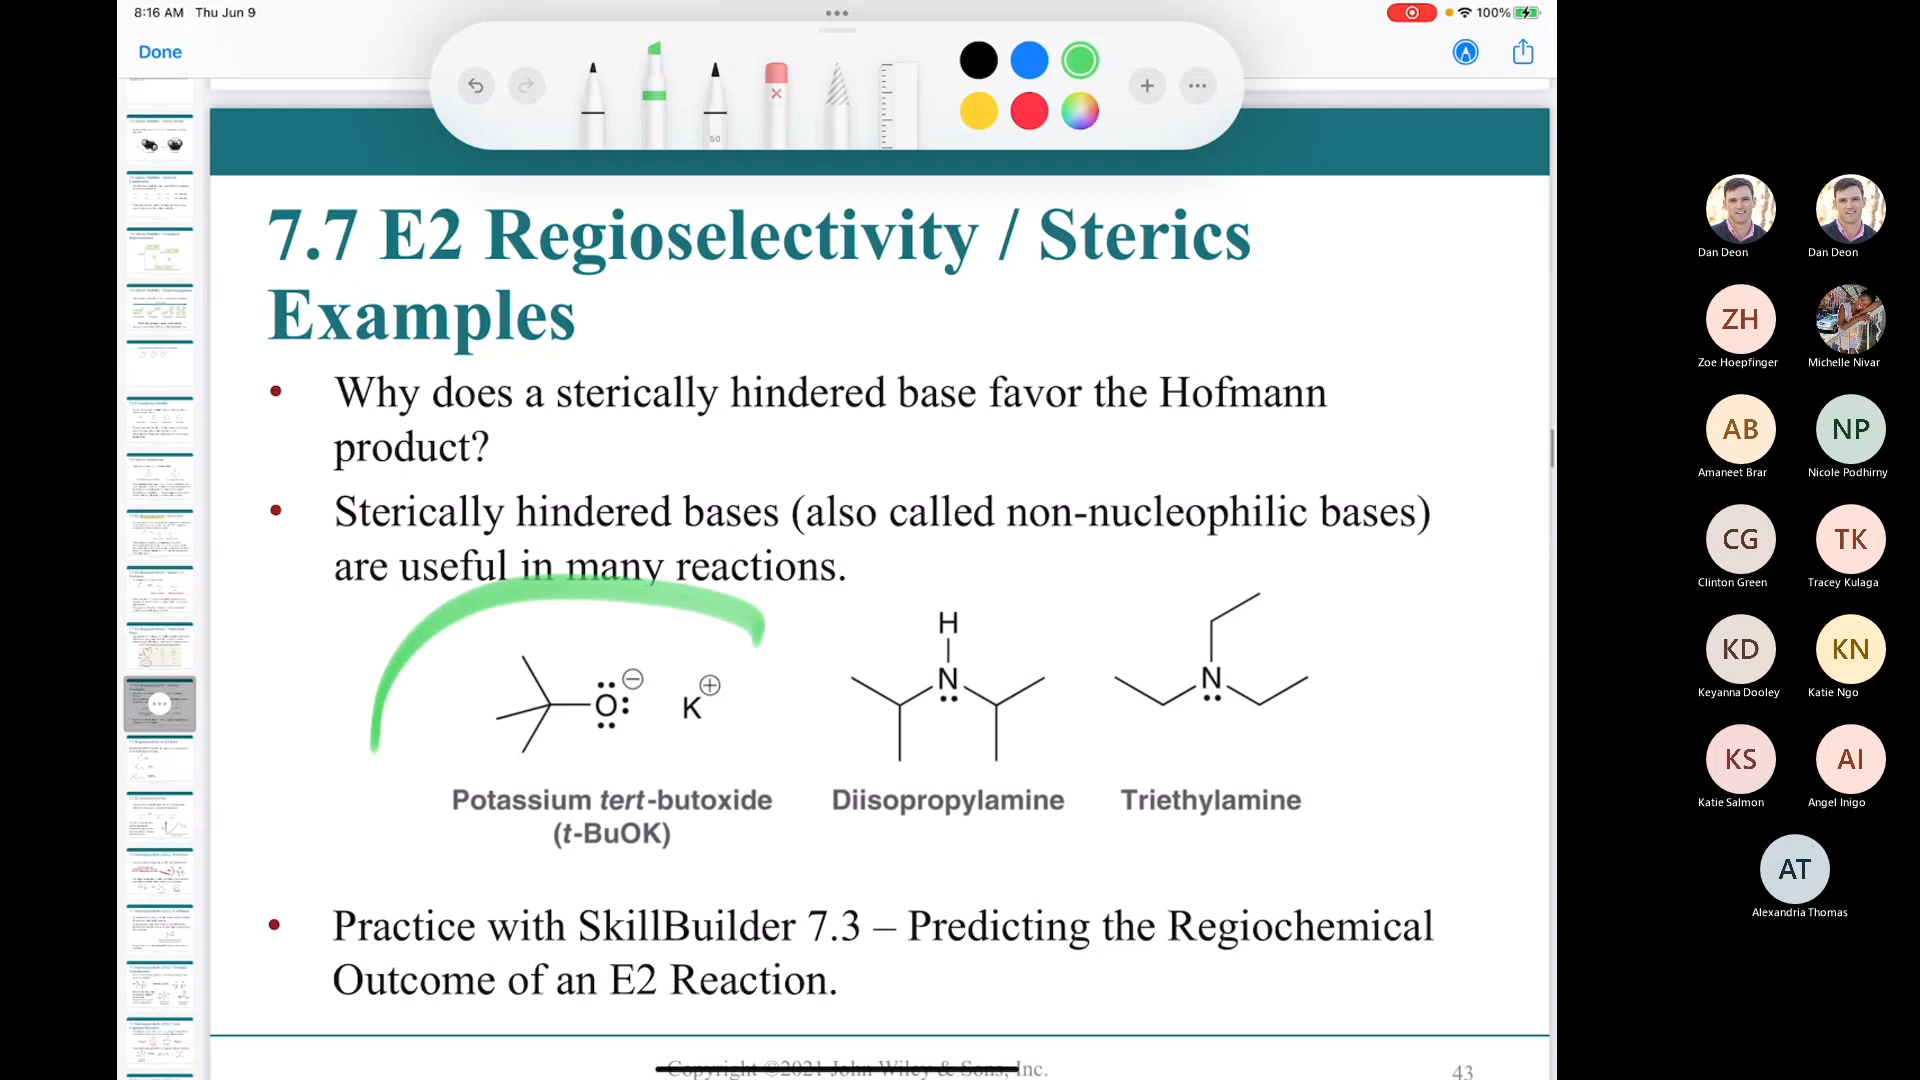 8:16 AM Thu Jun 9
100%
Done
50
7.7 E2 Regioselectivity / Sterics
Examples
• Why does a sterically hindered base favor the Hofmann
product?
• Sterically hindered bases (also called non-nucleophilic bases)
are useful in many reactions.
O
K
H
N
N
Potassium tert-butoxide
(t-BuOK)
Diisopropylamine
Triethylamine
• Practice with SkillBuilder 7.3 – Predicting the Regiochemical
Outcome of an E2 Reaction.
Copyright ©2021 John Wiley & Sons, Inc.
43
Dan Deon
Dan Deon
ZH
Zoe Hoepfinger
Michelle Nivar
AB
Amaneet Brar
NP
Nicole Podhirny
CG
Clinton Green
TK
Tracey Kulaga
KD
Keyanna Dooley
KN
Katie Ngo
KS
Katie Salmon
AI
Angel Inigo
AT
Alexandria Thomas